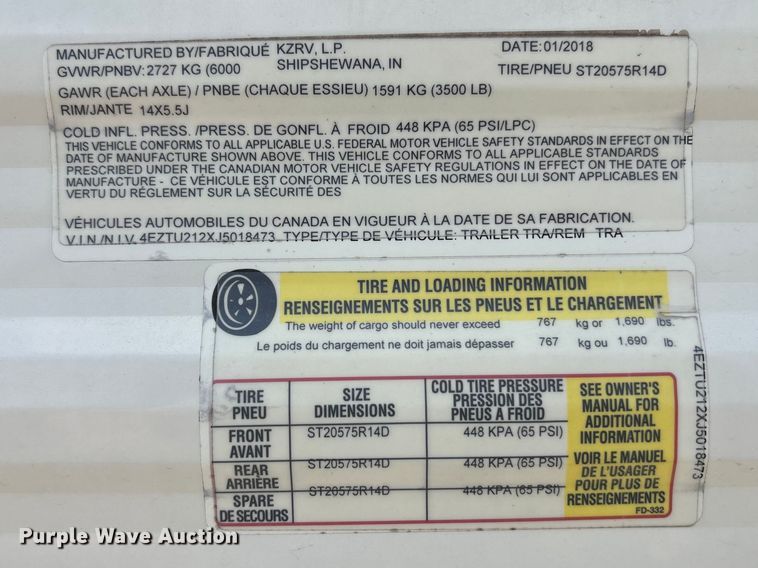 MANUFACTURED BY/FABRIQUÉ KZRV, L.P. DATE: 01/2018
GVWR/PNBV: 2727 KG (6000 SHIPSHEWANA, IN TIRE/PNEU ST20575R14D
GAWR (EACH AXLE) / PNBE (CHAQUE ESSIEU) 1591 KG (3500 LB)
RIM/JANTE 14X5.5J
COLD INFL. PRESS. /PRESS. DE GONFL. À FROID 448 KPA (65 PSI/LPC)
THIS VEHICLE CONFORMS TO ALL APPLICABLE U.S. FEDERAL MOTOR VEHICLE SAFETY STANDARDS IN EFFECT ON THE
DATE OF MANUFACTURE SHOWN ABOVE. THIS VEHICLE CONFORMS TO ALL APPLICABLE STANDARDS
PRESCRIBED UNDER THE CANADIAN MOTOR VEHICLE SAFETY REGULATIONS IN EFFECT ON THE DATE OF
MANUFACTURE - CE VÉHICULE EST CONFORME À TOUTES LES NORMES QUI LUI SONT APPLICABLES EN
VERTU DU RÉGLEMENT SUR LA SÉCURITÉ DES
VÉHICULES AUTOMOBILES DU CANADA EN VIGUEUR À LA DATE DE SA FABRICATION.
V.I.N./N.I.V. 4EZTU212XJ5018473 TYPE/TYPE DE VÉHICULE: TRAILER TRA/REM TRA
TIRE AND LOADING INFORMATION
RENSEIGNEMENTS SUR LES PNEUS ET LE CHARGEMENT
The weight of cargo should never exceed 767 kg or 1,690 lbs.
Le poids du chargement ne doit jamais dépasser 767 kg ou 1,690 lb.
TIRE
PNEU
SIZE
DIMENSIONS
COLD TIRE PRESSURE
PRESSION DES
PNEUS À FROID
FRONT
AVANT
ST20575R14D
448 KPA (65 PSI)
REAR
ARRIÈRE
ST20575R14D
448 KPA (65 PSI)
SPARE
DE SECOURS
ST20575R14D
448 KPA (65 PSI)
SEE OWNER'S
MANUAL FOR
ADDITIONAL
INFORMATION
VOIR LE MANUEL
DE L'USAGER
POUR PLUS DE
RENSEIGNEMENTS
FD-332
4EZTU212XJ5018473
Purple Wave Auction